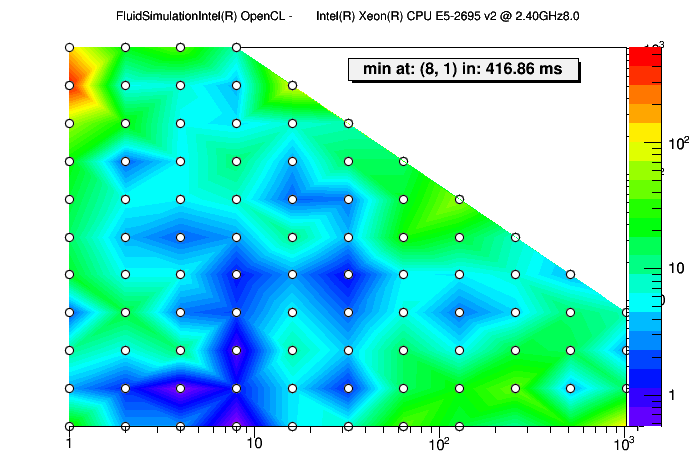 FluidSimulationIntel(R) OpenCL - Intel(R) Xeon(R) CPU E5-2695 v2 @ 2.40GHz8.0
min at: (8, 1) in: 416.86 ms
10³
10²
10
1
1 10 10² 10³